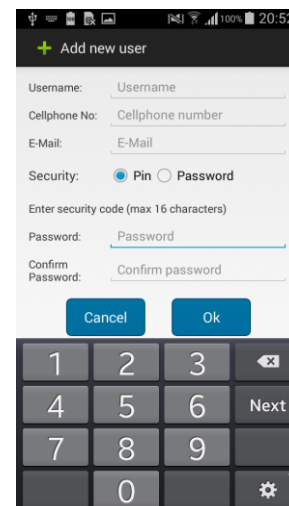 100% 20:52
Add new user
Username: Username
Cellphone No: Cellphone number
E-Mail: E-Mail
Security: Pin Password
Enter security code (max 16 characters)
Password: Password
Confirm Password: Confirm password
Cancel Ok
1 2 3
4 5 6 Next
7 8 9
0